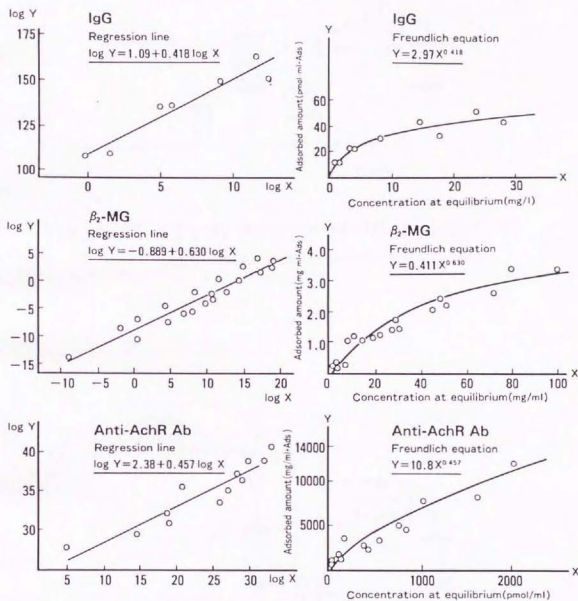 log Y
IgG
Regression line
log Y=1.09+0.418 log X
175
150
125
100
0
5
10
log X
IgG
Y
Freundlich equation
Y=2.97X^0.418
Adsorbed amount (pmol ml-Ads)
60
40
20
X
0
10
20
30
Concentration at equilibrium(mg/l)
log Y
β₂-MG
Regression line
log Y=−0.889+0.630 log X
5
0
−5
−10
−15
−10
−5
0
5
10
15
20
log X
β₂-MG
Y
Freundlich equation
Y=0.411X^0.630
Adsorbed amount (mg ml-Ads)
4.0
3.0
2.0
1.0
X
0
20
40
60
80
100
Concentration at equilibrium(mg/ml)
log Y
Anti-AchR Ab
Regression line
log Y=2.38+0.457 log X
40
35
30
5
10
15
20
25
30
log X
Anti-AchR Ab
Y
Freundlich equation
Y=10.8X^0.457
Adsorbed amount (mg/ml-Ads)
14000
10000
5000
X
0
1000
2000
Concentration at equilibrium(pmol/ml)